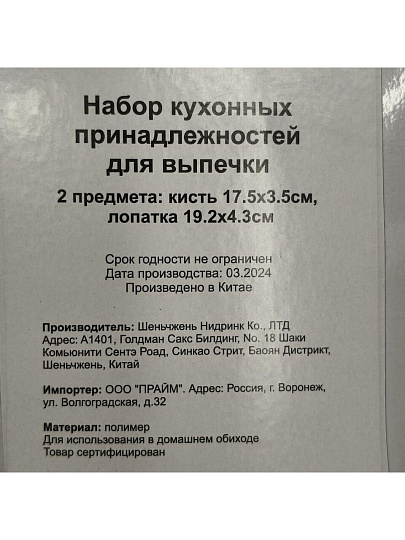 Набор кухонных
принадлежностей
для выпечки
2 предмета: кисть 17.5х3.5см,
лопатка 19.2х4.3см
Срок годности не ограничен
Дата производства: 03.2024
Произведено в Китае
Производитель: Шеньчжень Нидринк Ко., ЛТД
Адрес: А1401, Голдман Сакс Билдинг, No. 18 Шаки
Комьюнити Сентэ Роад, Синкао Стрит, Баоян Дистрикт,
Шеньчжень, Китай
Импортер: ООО "ПРАЙМ". Адрес: Россия, г. Воронеж,
ул. Волгоградская, д.32
Материал: полимер
Для использования в домашнем обиходе
Товар сертифицирован